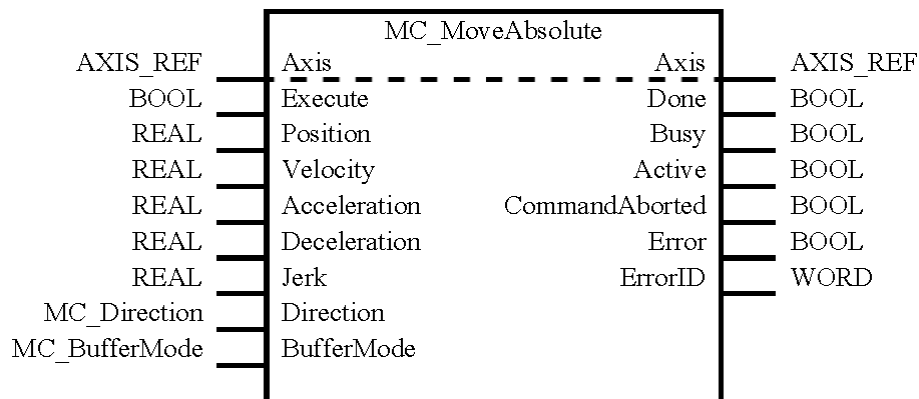 MC_MoveAbsolute
AXIS_REF Axis Axis AXIS_REF
BOOL Execute Done BOOL
REAL Position Busy BOOL
REAL Velocity Active BOOL
REAL Acceleration CommandAborted BOOL
REAL Deceleration Error BOOL
REAL Jerk ErrorID WORD
MC_Direction Direction
MC_BufferMode BufferMode